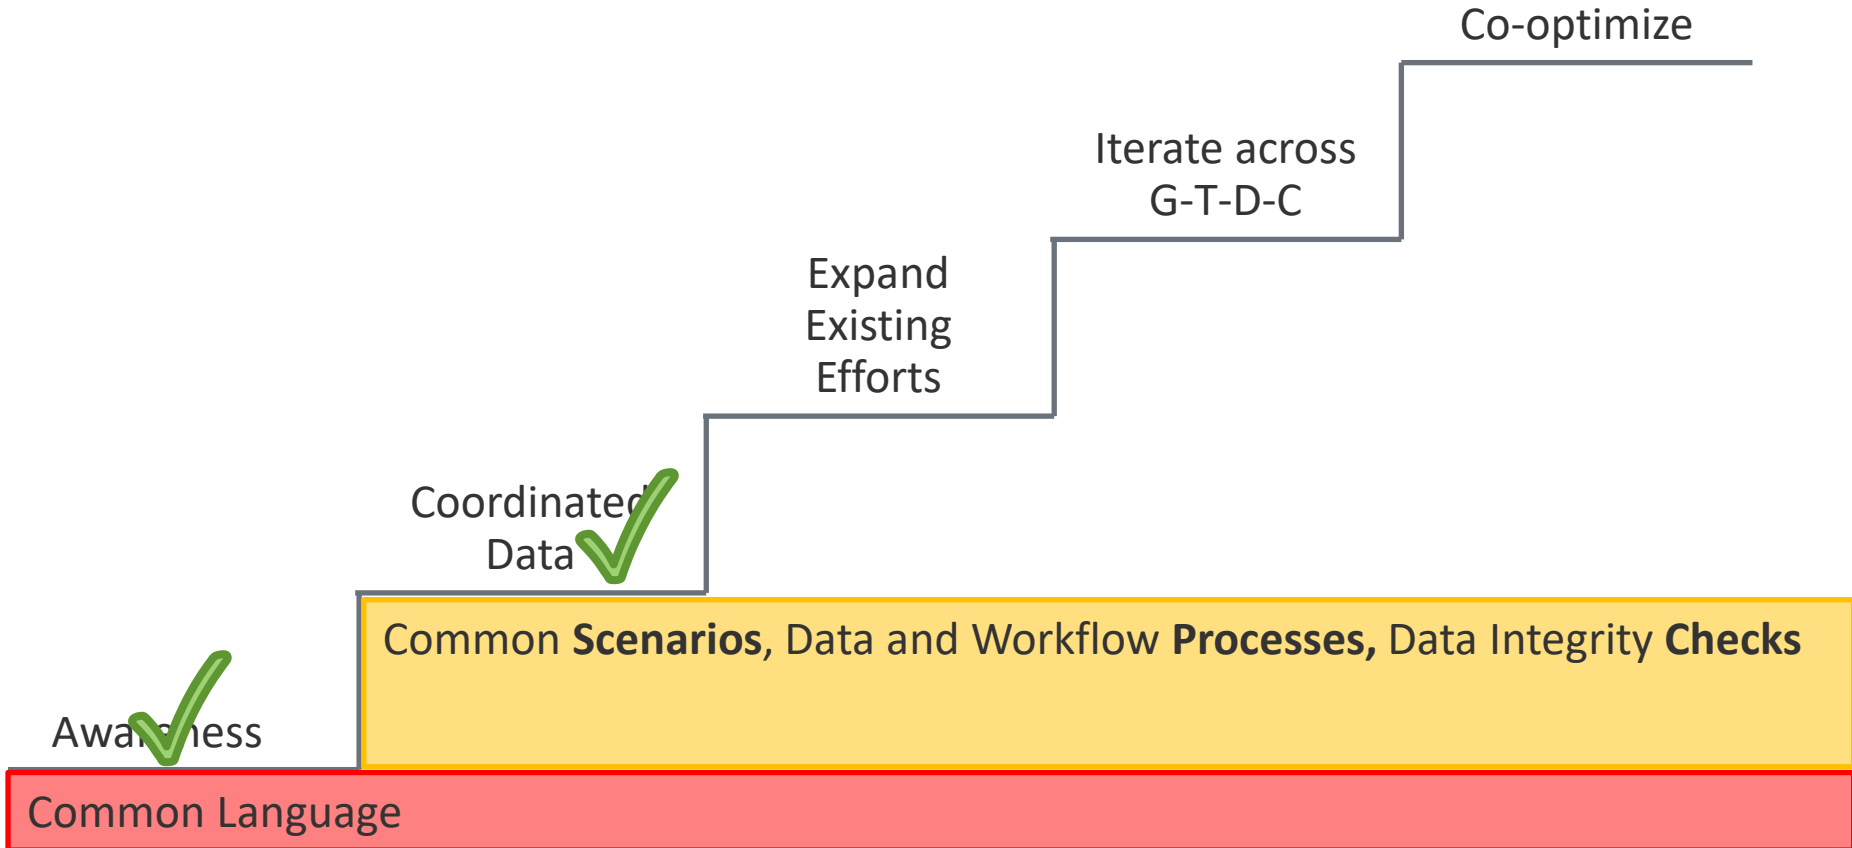 Co-optimize
Iterate across
G-T-D-C
Expand
Existing
Efforts
Coordinated
Data
Common Scenarios, Data and Workflow Processes, Data Integrity Checks
Awareness
Common Language